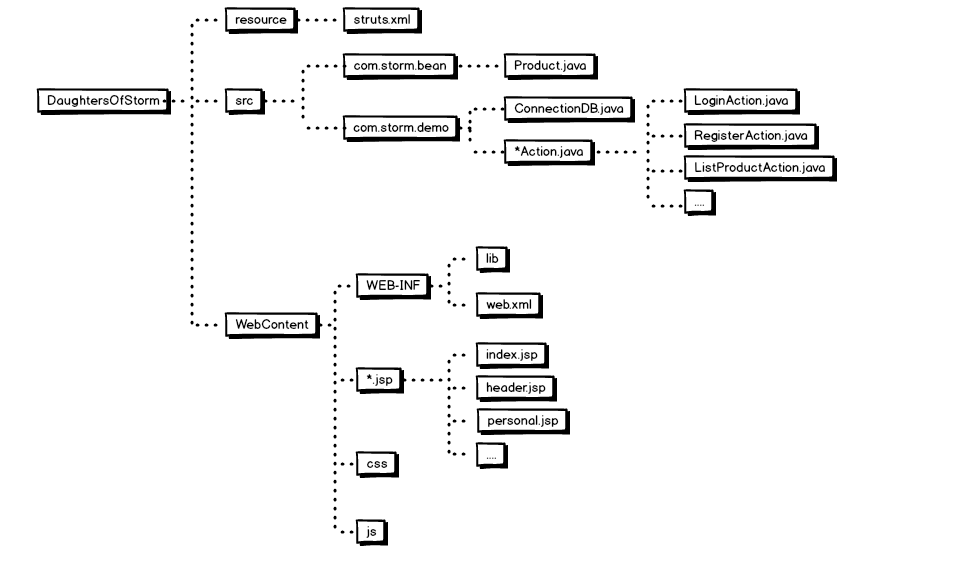 resource
struts.xml
com.storm.bean
Product.java
DaughtersOfStorm
src
ConnectionDB.java
LoginAction.java
com.storm.demo
RegisterAction.java
*Action.java
ListProductAction.java
....
lib
WEB-INF
web.xml
WebContent
index.jsp
*.jsp
header.jsp
personal.jsp
....
css
js